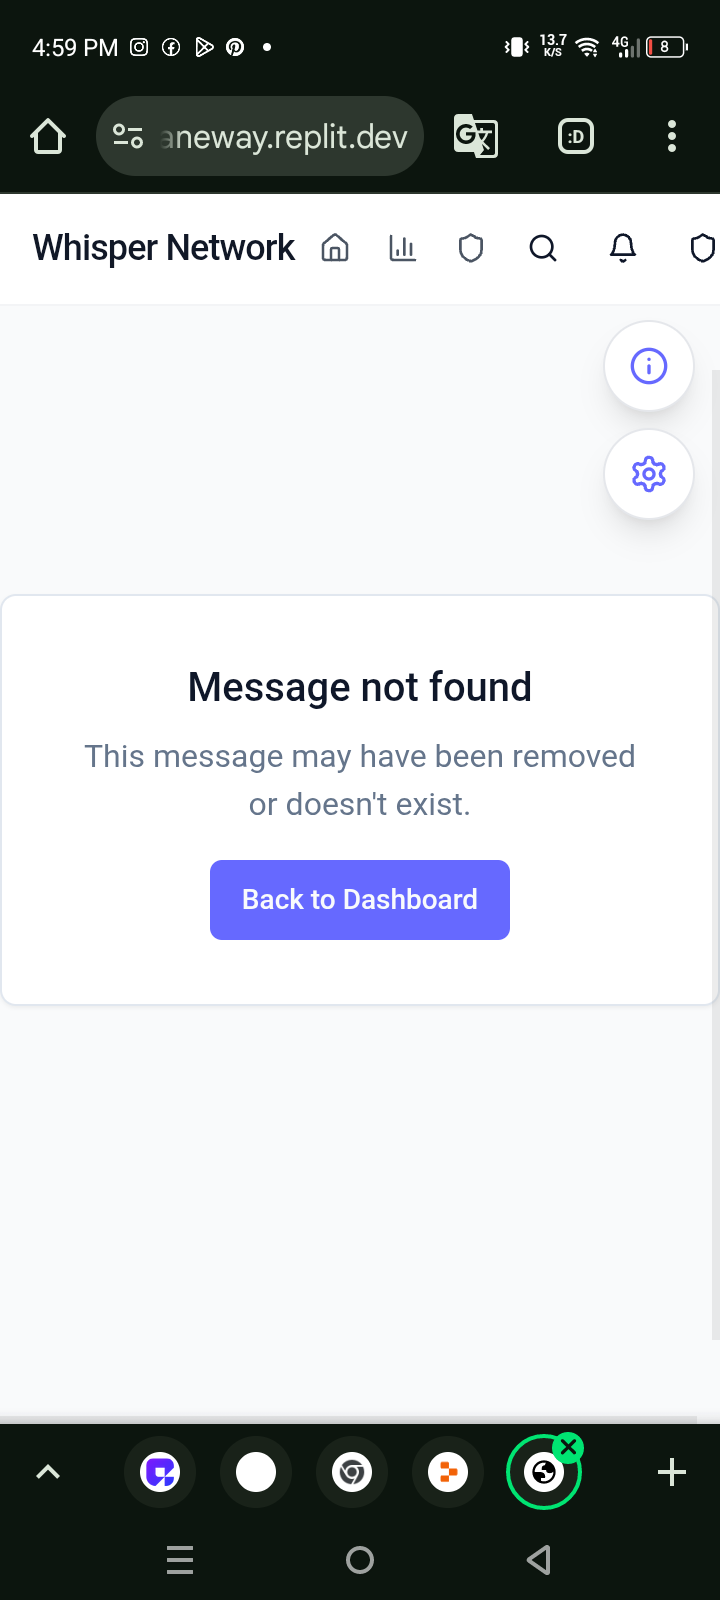 4:59 PM
13.7
K/S
4G
8
aneway.replit.dev
:D
Whisper Network
Message not found
This message may have been removed
or doesn't exist.
Back to Dashboard